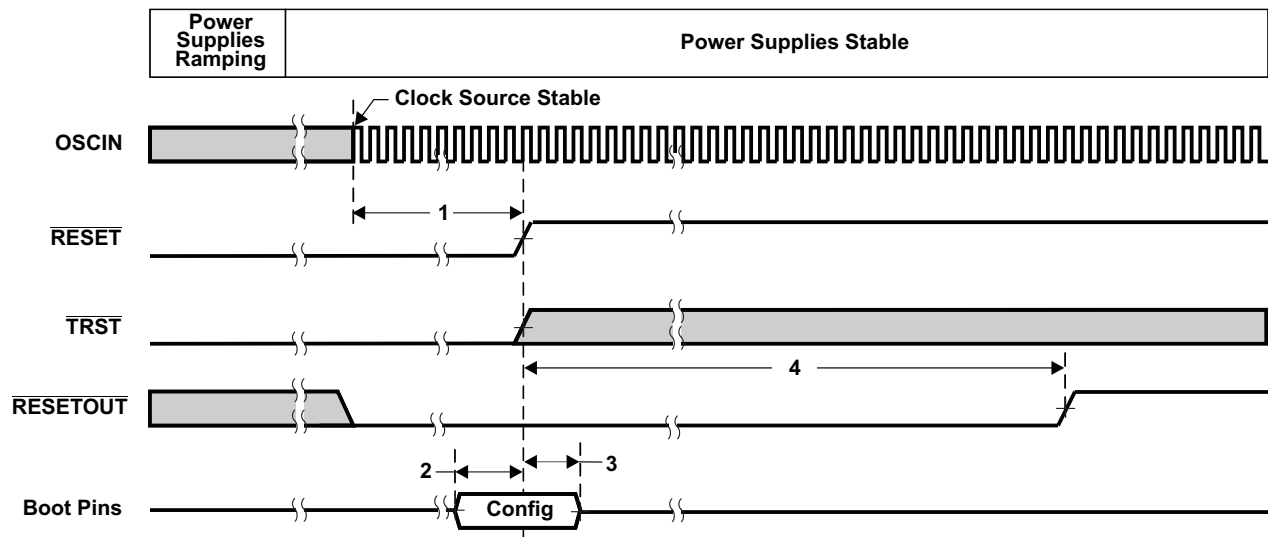 Power
Supplies
Ramping
Power Supplies Stable
Clock Source Stable
OSCIN
1
RESET
TRST
4
RESETOUT
2
3
Boot Pins
Config